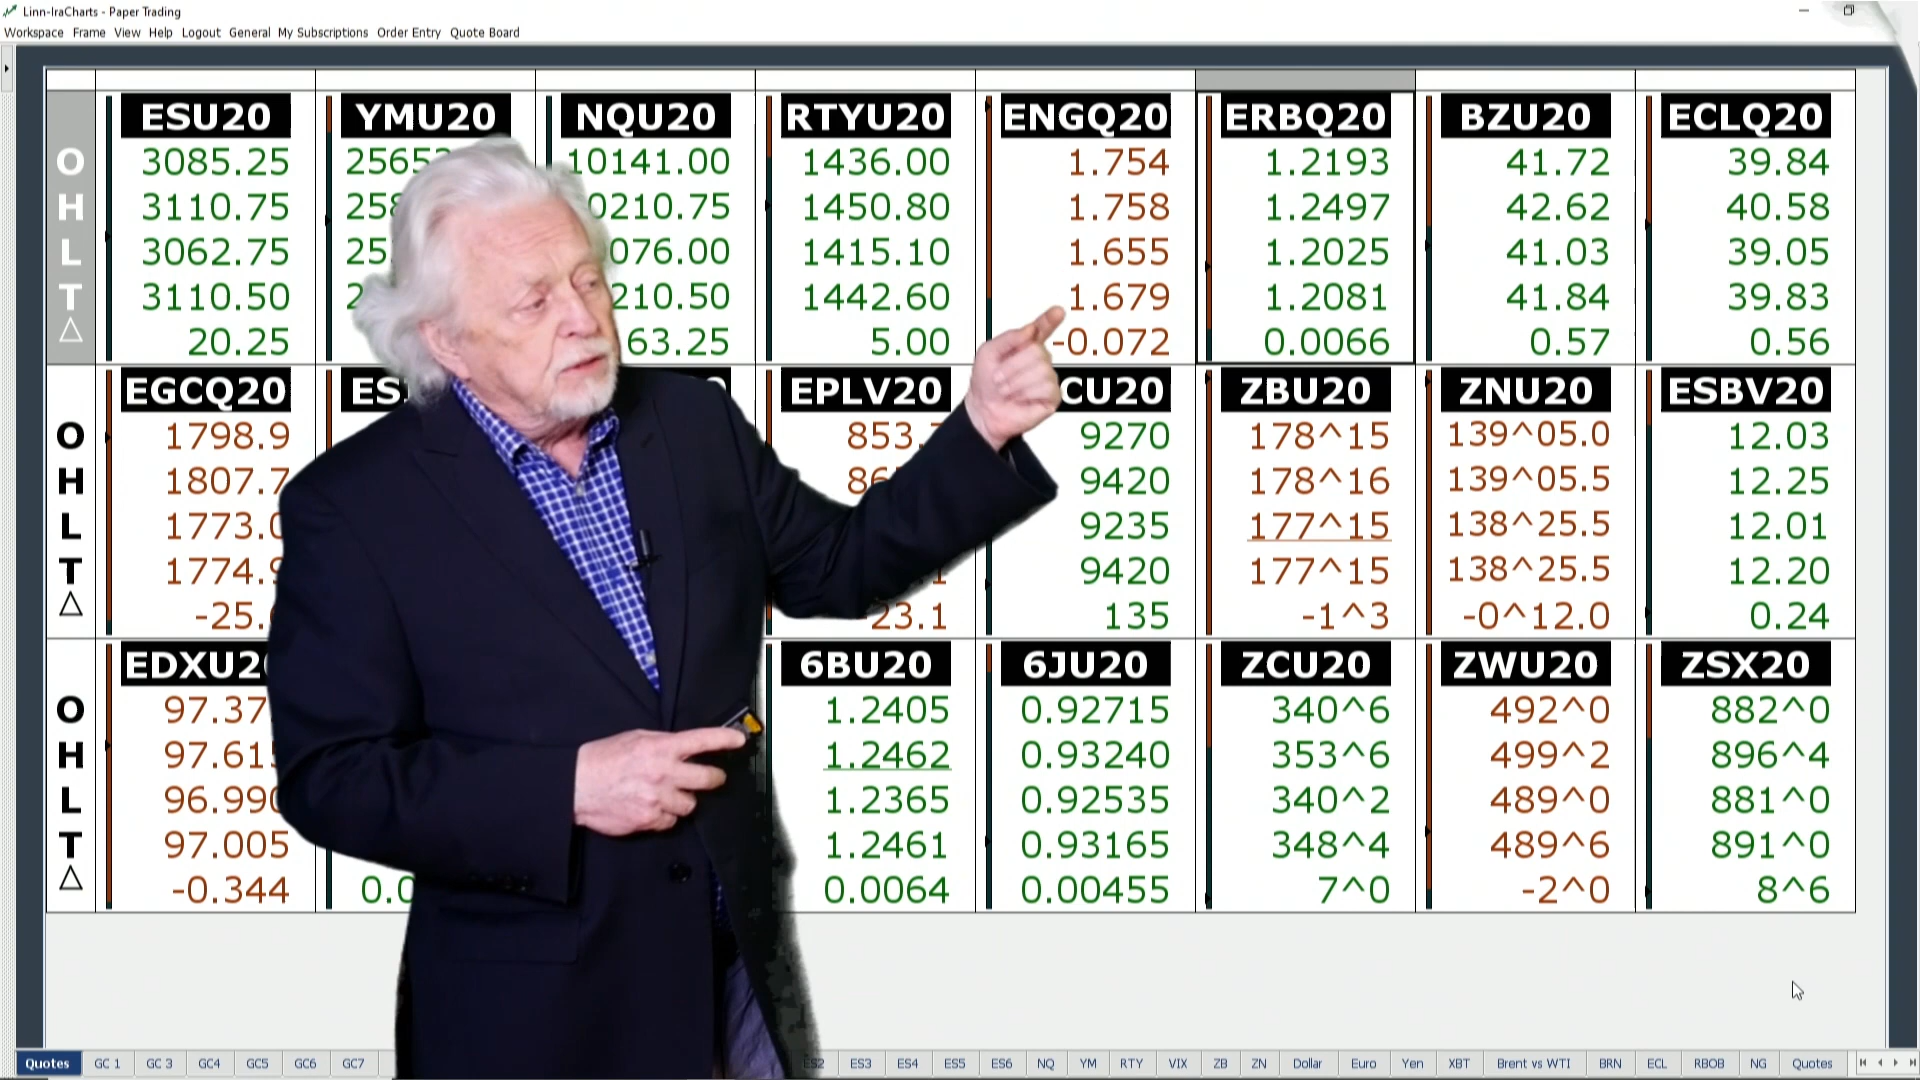 Linn-IraCharts - Paper Trading
Workspace Frame View Help Logout General My Subscriptions Order Entry Quote Board
ESU20 YMU20 NQU20 RTYU20 ENGQ20 ERBQ20 BZU20 ECLQ20
O 3085.25 10141.00 1436.00 1.754 1.2193 41.72 39.84
H 3110.75 1450.80 1.758 1.2497 42.62 40.58
L 3062.75 1415.10 1.655 1.2025 41.03 39.05
T 3110.50 1442.60 1.679 1.2081 41.84 39.83
△ 20.25 63.25 5.00 -0.072 0.0066 0.57 0.56
EGCQ20 EPLV20 ZBU20 ZNU20 ESBV20
O 1798.9 9270 178^15 139^05.0 12.03
H 1807.7 9420 178^16 139^05.5 12.25
L 9235 177^15 138^25.5 12.01
T 9420 177^15 138^25.5 12.20
△ 135 -1^3 -0^12.0 0.24
6BU20 6JU20 ZCU20 ZWU20 ZSX20
O 1.2405 0.92715 340^6 492^0 882^0
H 1.2462 0.93240 353^6 499^2 896^4
L 1.2365 0.92535 340^2 489^0 881^0
T 97.005 1.2461 0.93165 348^4 489^6 891^0
△ -0.344 0.0064 0.00455 7^0 -2^0 8^6
Quotes GC 1 GC 3 GC4 GC5 GC6 GC7 ES2 ES3 ES4 ES5 ES6 NQ YM RTY VIX ZB ZN Dollar Euro Yen XBT Brent vs WTI BRN ECL RBOB NG Quotes